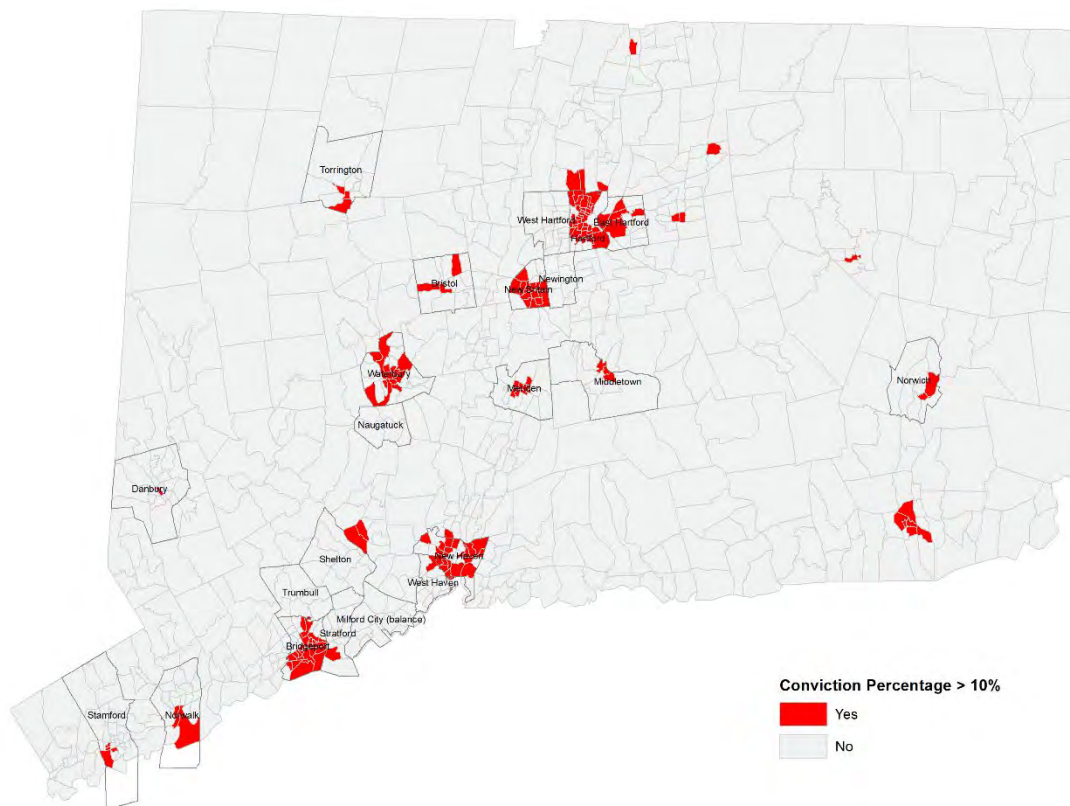 Torrington
West Hartford
East Hartford
Hartford
Bristol
Newington
New Britain
Waterbury
Meriden
Middletown
Norwich
Naugatuck
Danbury
Shelton
New Haven
West Haven
Trumbull
Milford City (balance)
Stratford
Bridgeport
Stamford
Norwalk
Conviction Percentage > 10%
Yes
No